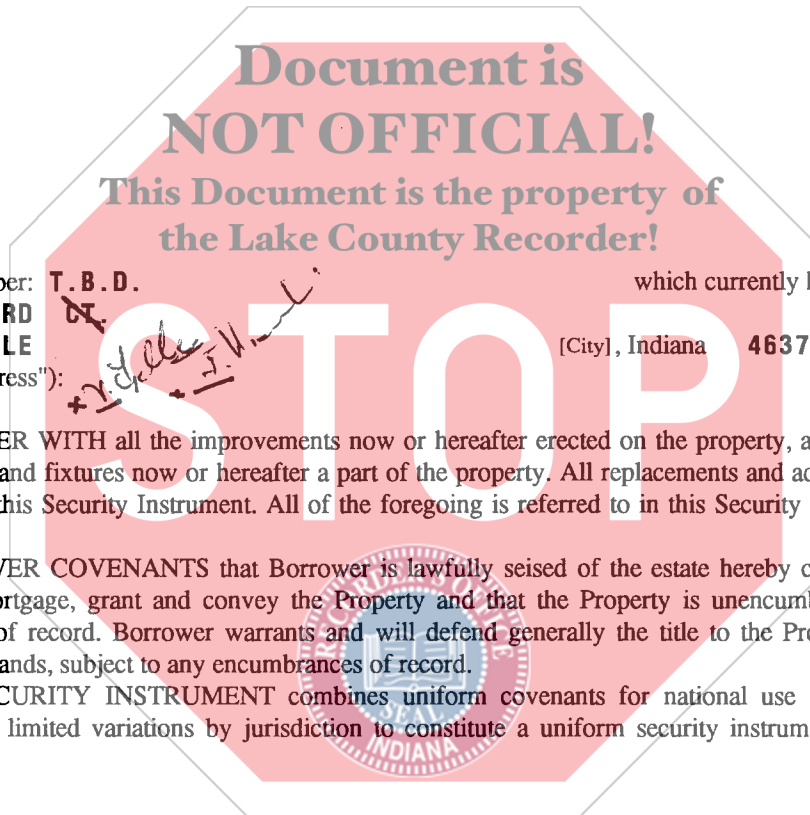 Document is
NOT OFFICIAL!
This Document is the property of
the Lake County Recorder!
ber: T.B.D. which currently
RD CT.
LE [City], Indiana 4637
ress"):
STOP
ER WITH all the improvements now or hereafter erected on the property, a
and fixtures now or hereafter a part of the property. All replacements and ac
this Security Instrument. All of the foregoing is referred to in this Security
VER COVENANTS that Borrower is lawfully seised of the estate hereby c
ortgage, grant and convey the Property and that the Property is unencumb
of record. Borrower warrants and will defend generally the title to the Pro
ands, subject to any encumbrances of record.
CURITY INSTRUMENT combines uniform covenants for national use
limited variations by jurisdiction to constitute a uniform security instrum
SEAL
INDIANA